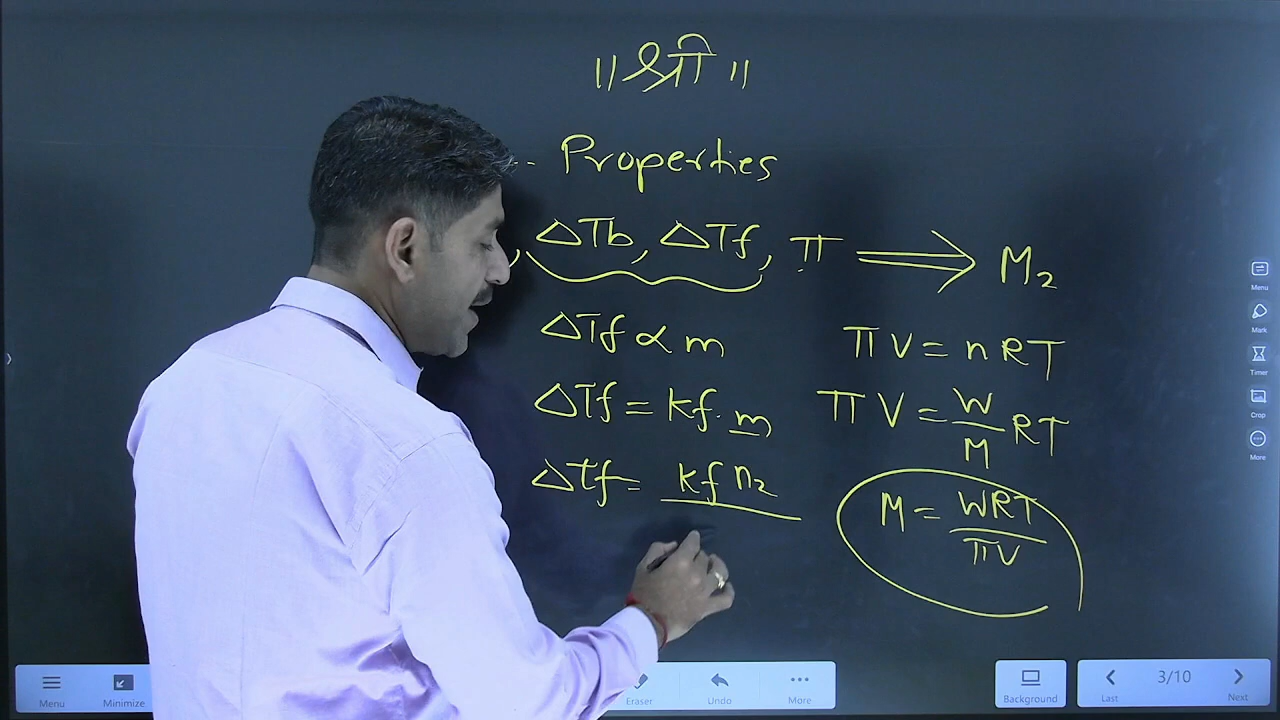 ॥ श्री ॥
Properties
, ΔTb, ΔTf, π ⟹ M₂
ΔTf ∝ m
πV = nRT
ΔTf = Kf. m
πV = W/M RT
ΔTf = Kf n₂
M = WRT/πV
Menu
Mark
Timer
Crop
More
Menu
Minimize
Eraser
Undo
More
Background
Last
3/10
Next